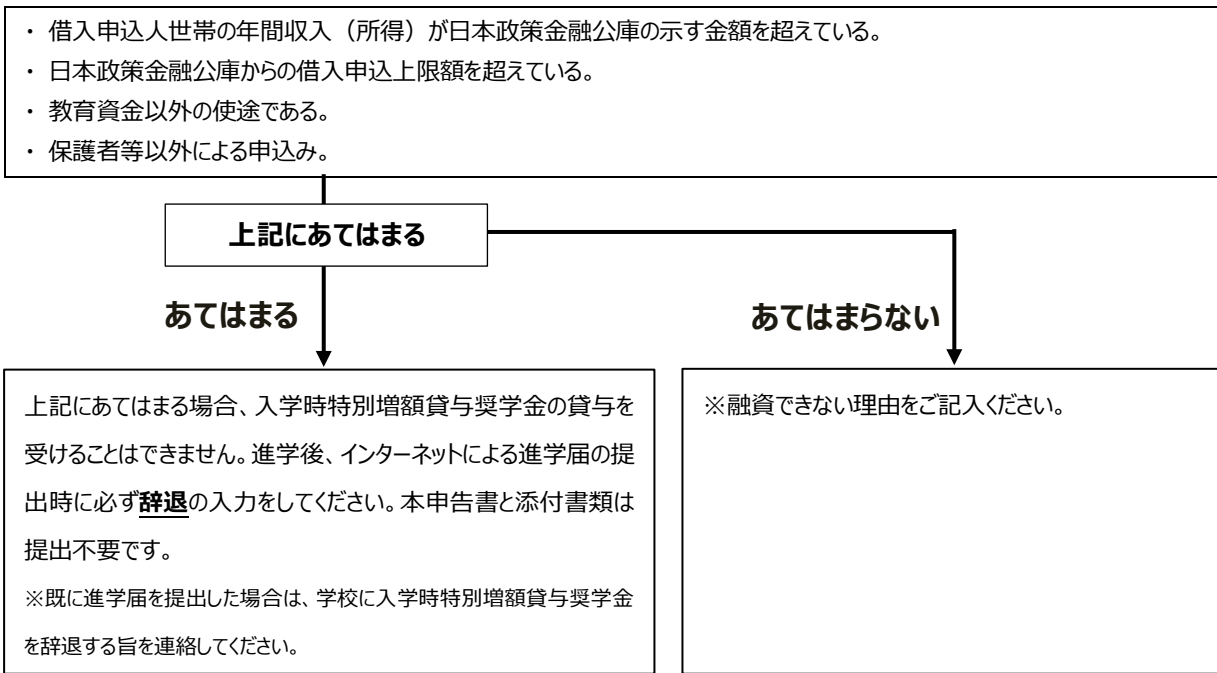 ・ 借入申込人世帯の年間収入（所得）が日本政策金融公庫の示す金額を超えている。
・ 日本政策金融公庫からの借入申込上限額を超えている。
・ 教育資金以外の使途である。
・ 保護者等以外による申込み。
上記にあてはまる
あてはまる
あてはまらない
上記にあてはまる場合、入学時特別増額貸与奨学金の貸与を
受けることはできません。進学後、インターネットによる進学届の提
出時に必ず辞退の入力をしてください。本申告書と添付書類は
提出不要です。
※既に進学届を提出した場合は、学校に入学時特別増額貸与奨学金
を辞退する旨を連絡してください。
※融資できない理由をご記入ください。